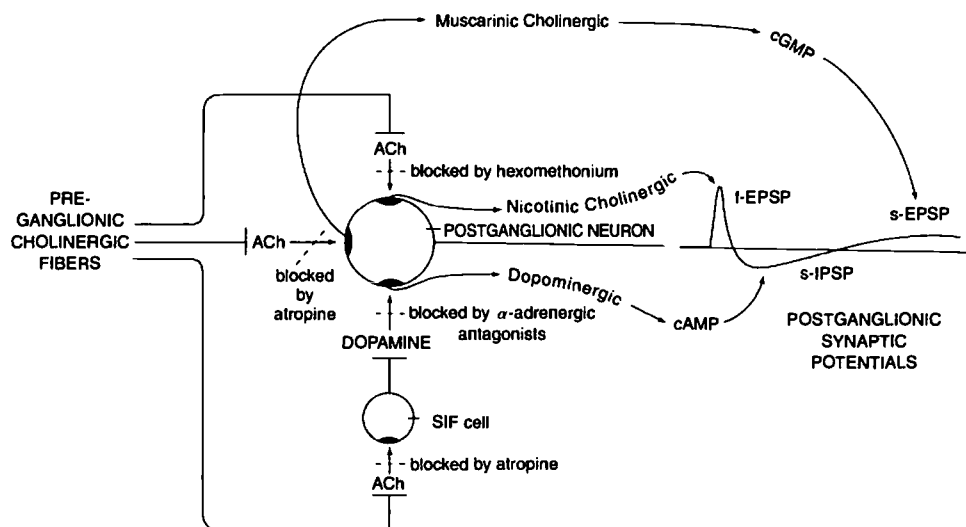 Muscarinic Cholinergic
cGMP
ACh
blocked by hexomethonium
PRE-
GANGLIONIC
CHOLINERGIC
FIBERS
Nicotinic Cholinergic
f-EPSP
s-EPSP
ACh
POSTGANGLIONIC NEURON
blocked
by
atropine
s-IPSP
Dopominergic
cAMP
blocked by α-adrenergic
antagonists
DOPAMINE
POSTGANGLIONIC
SYNAPTIC
POTENTIALS
SIF cell
blocked by atropine
ACh